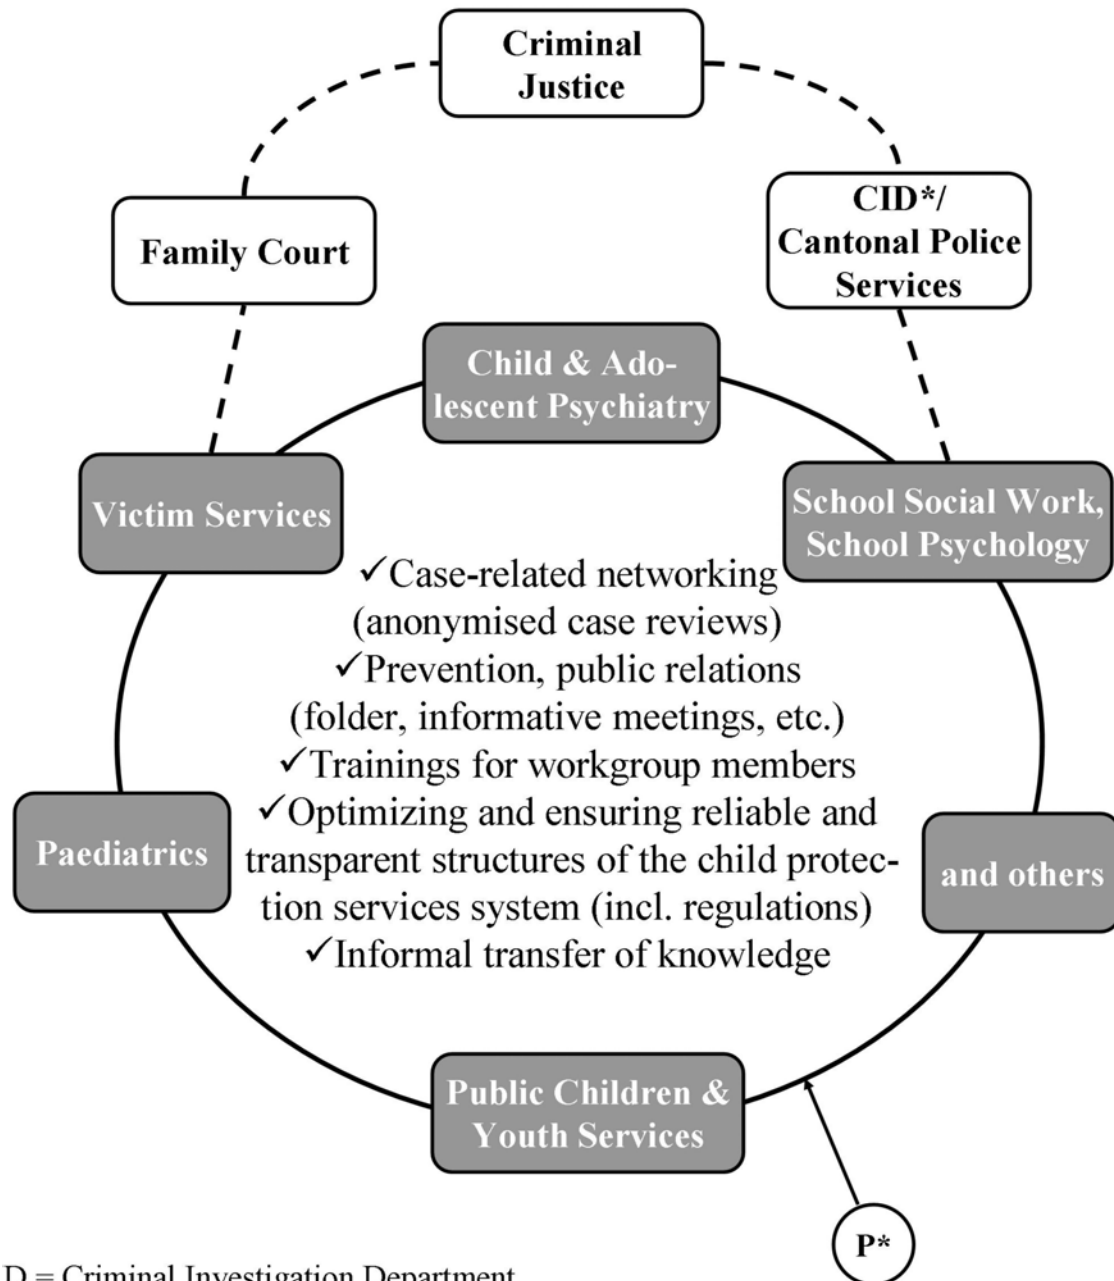 Criminal
Justice
Family Court
CID*/
Cantonal Police
Services
Child & Ado-
lescent Psychiatry
Victim Services
School Social Work,
School Psychology
✓Case-related networking
(anonymised case reviews)
✓Prevention, public relations
(folder, informative meetings, etc.)
✓Trainings for workgroup members
✓Optimizing and ensuring reliable and
transparent structures of the child protec-
tion services system (incl. regulations)
✓Informal transfer of knowledge
Paediatrics
and others
Public Children &
Youth Services
P*
D = Criminal Investigation Department